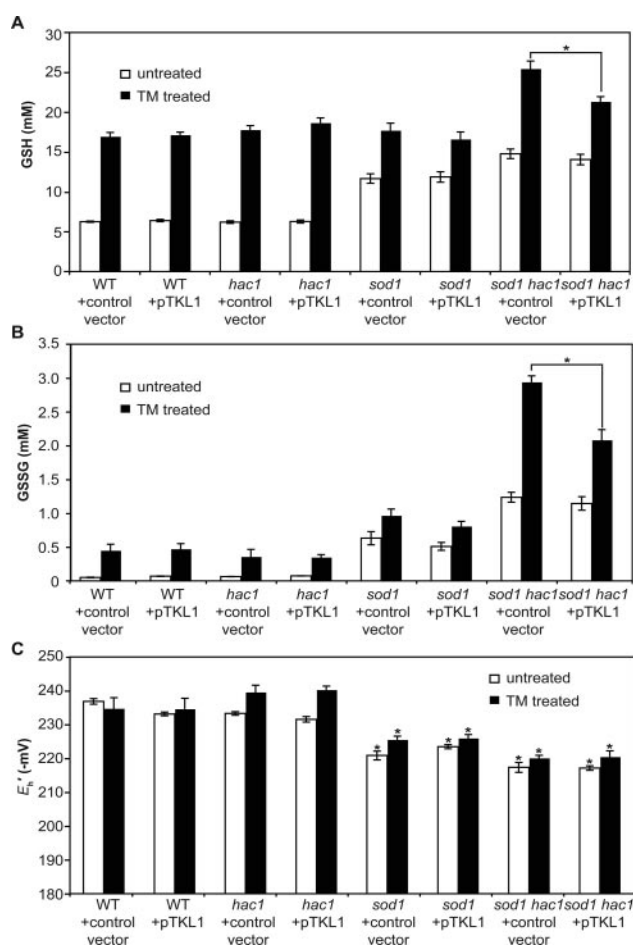 A
30
25
20
15
10
5
0
GSH (mM)
untreated
TM treated
*
WT WT hac1 hac1 sod1 sod1 sod1 hac1 sod1 hac1
+control +pTKL1 +control +pTKL1 +control +pTKL1 +control +pTKL1
vector vector vector vector
B
3.5
3.0
2.5
2.0
1.5
1.0
0.5
0
GSSG (mM)
untreated
TM treated
*
WT WT hac1 hac1 sod1 sod1 sod1 hac1 sod1 hac1
+control +pTKL1 +control +pTKL1 +control +pTKL1 +control +pTKL1
vector vector vector vector
C
250
240
230
220
210
200
190
180
Eh' (-mV)
untreated
TM treated
* * * * * * * *
WT WT hac1 hac1 sod1 sod1 sod1 hac1 sod1 hac1
+control +pTKL1 +control +pTKL1 +control +pTKL1 +control +pTKL1
vector vector vector vector